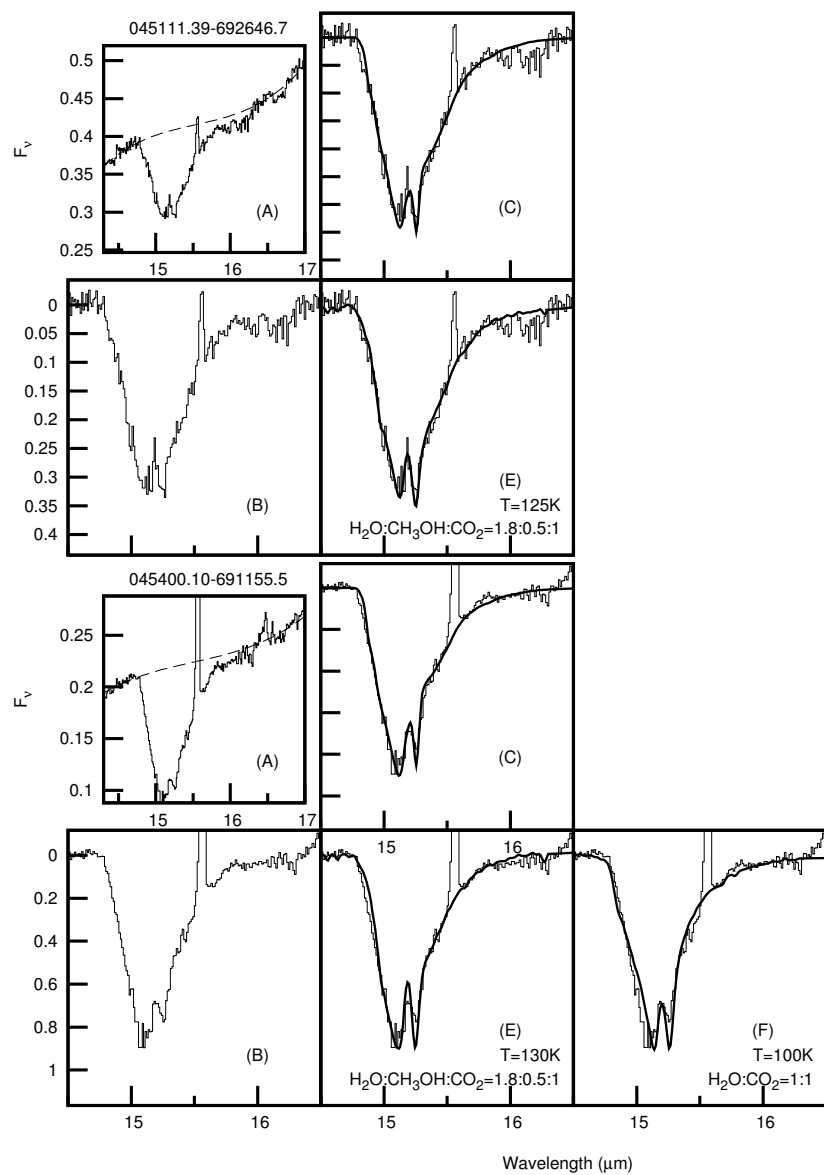 045111.39-692646.7
0.5
0.45
0.4
0.35
0.3
0.25
Fν
(A)
15 16 17
(C)
0
0.05
0.1
0.15
0.2
0.25
0.3
0.35
0.4
(B)
(E)
T=125K
H₂O:CH₃OH:CO₂=1.8:0.5:1
045400.10-691155.5
0.25
0.2
0.15
0.1
Fν
(A)
15 16 17
(C)
15 16
0
0.2
0.4
0.6
0.8
1
(B)
15 16
(E)
T=130K
H₂O:CH₃OH:CO₂=1.8:0.5:1
15 16
(F)
T=100K
H₂O:CO₂=1:1
15 16
Wavelength (μm)